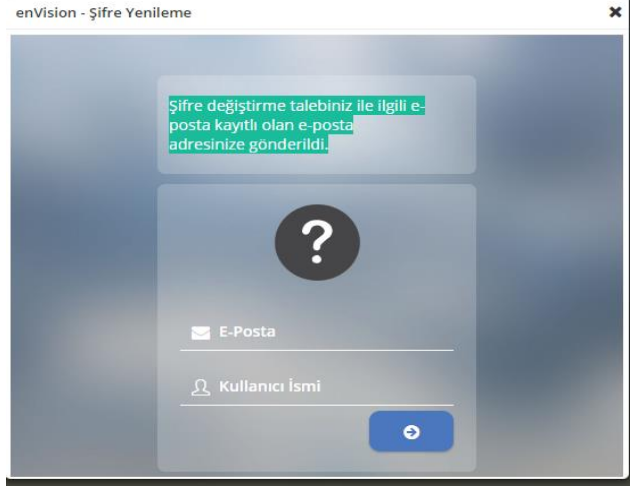 enVision - Şifre Yenileme
Şifre değiştirme talebiniz ile ilgili e-
posta kayıtlı olan e-posta
adresinize gönderildi.
E-Posta
Kullanıcı İsmi